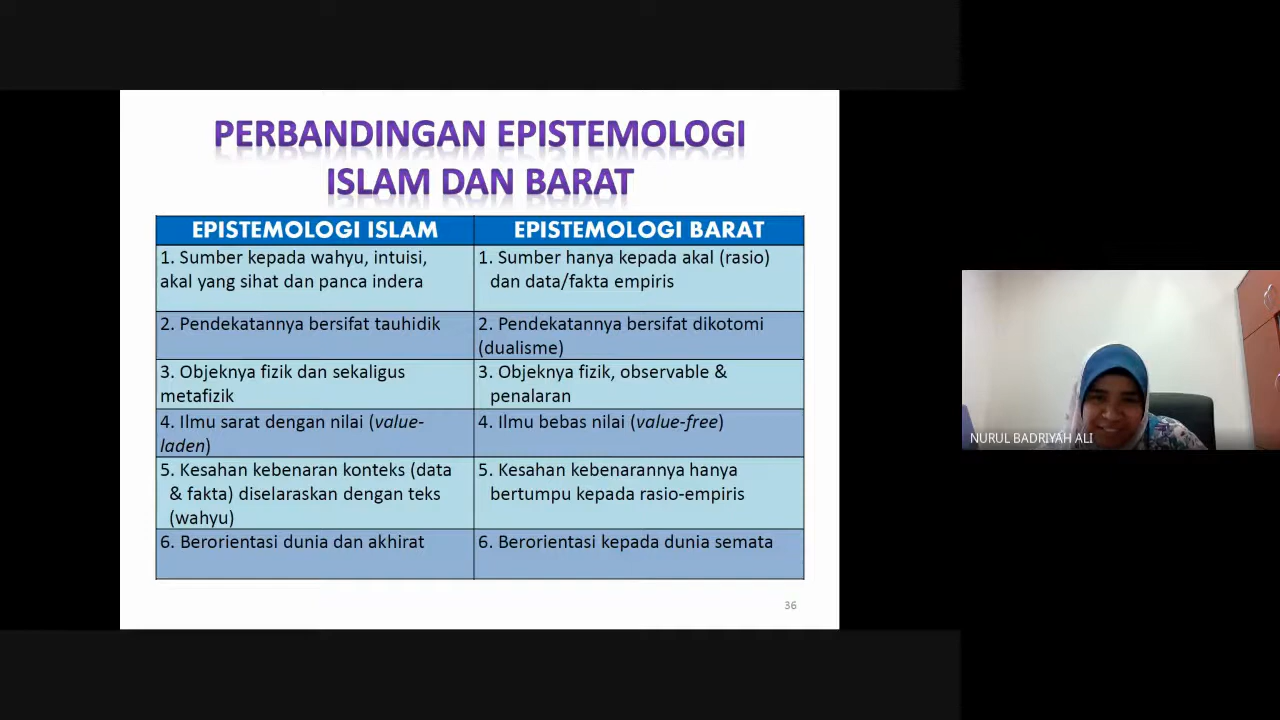 PERBANDINGAN EPISTEMOLOGI
ISLAM DAN BARAT
EPISTEMOLOGI ISLAM
EPISTEMOLOGI BARAT
1. Sumber kepada wahyu, intuisi,
akal yang sihat dan panca indera
1. Sumber hanya kepada akal (rasio)
dan data/fakta empiris
2. Pendekatannya bersifat tauhidik
2. Pendekatannya bersifat dikotomi
(dualisme)
3. Objeknya fizik dan sekaligus
metafizik
3. Objeknya fizik, observable &
penalaran
4. Ilmu sarat dengan nilai (value-
laden)
4. Ilmu bebas nilai (value-free)
5. Kesahan kebenaran konteks (data
& fakta) diselaraskan dengan teks
(wahyu)
5. Kesahan kebenarannya hanya
bertumpu kepada rasio-empiris
6. Berorientasi dunia dan akhirat
6. Berorientasi kepada dunia semata
36
NURUL BADRIYAH ALI